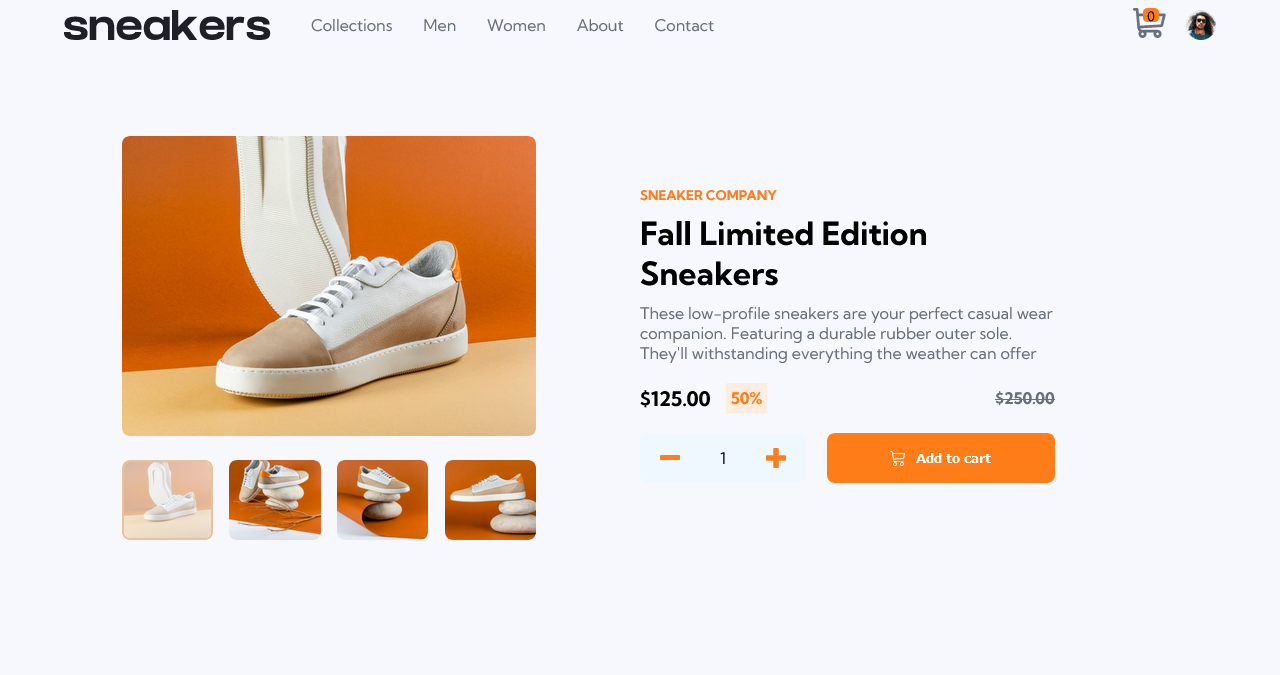 sneakers
Collections Men Women About Contact
0
SNEAKER COMPANY
Fall Limited Edition
Sneakers
These low-profile sneakers are your perfect casual wear
companion. Featuring a durable rubber outer sole.
They'll withstanding everything the weather can offer
$125.00 50% $250.00
1 Add to cart